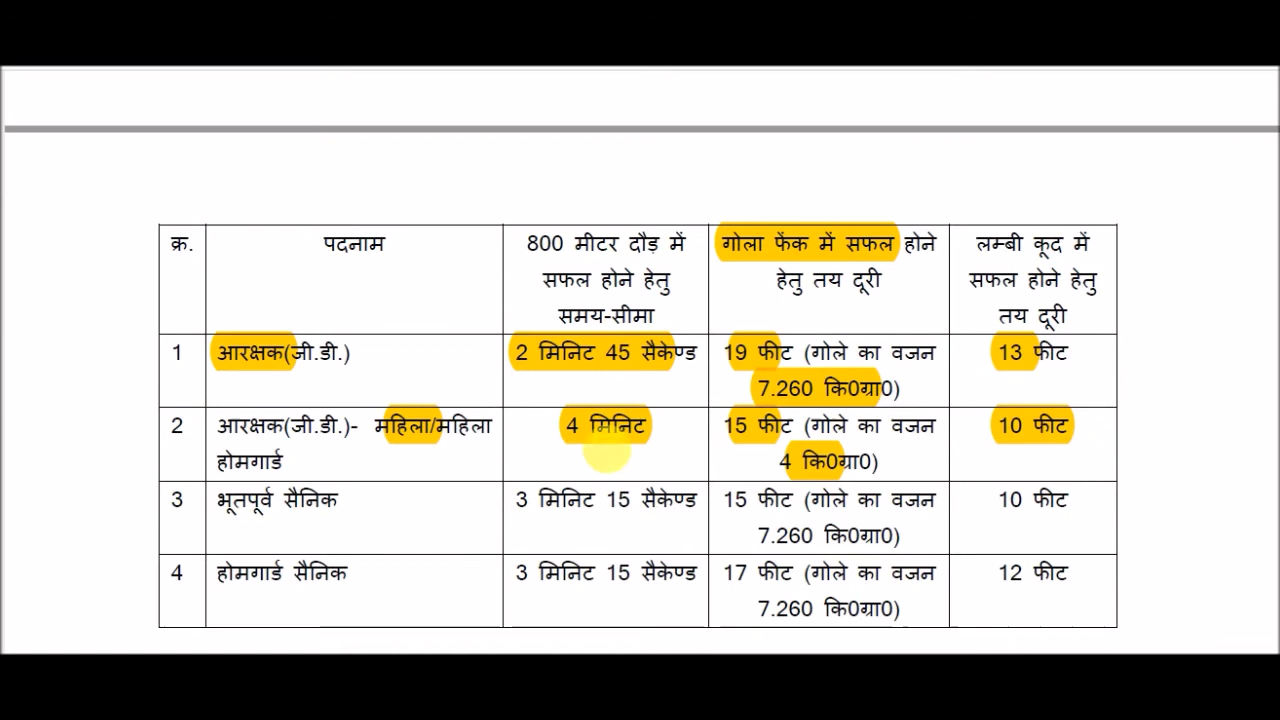 क्र. पदनाम 800 मीटर दौड़ में गोला फेंक में सफल होने लम्बी कूद में
सफल होने हेतु हेतु तय दूरी सफल होने हेतु
समय-सीमा तय दूरी
1 आरक्षक(जी.डी.) 2 मिनिट 45 सैकेण्ड 19 फीट (गोले का वजन 13 फीट
7.260 कि0ग्रा0)
2 आरक्षक(जी.डी.)- महिला/महिला 4 मिनिट 15 फीट (गोले का वजन 10 फीट
होमगार्ड 4 कि0ग्रा0)
3 भूतपूर्व सैनिक 3 मिनिट 15 सैकेण्ड 15 फीट (गोले का वजन 10 फीट
7.260 कि0ग्रा0)
4 होमगार्ड सैनिक 3 मिनिट 15 सैकेण्ड 17 फीट (गोले का वजन 12 फीट
7.260 कि0ग्रा0)